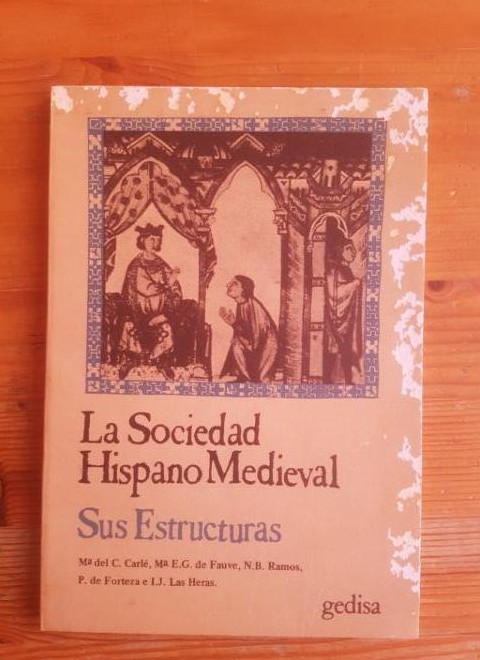 La Sociedad
Hispano Medieval
Sus Estructuras
Mª del C. Carlé, Mª E.G. de Fauve, N.B. Ramos,
P. de Forteza e I.J. Las Heras.
gedisa